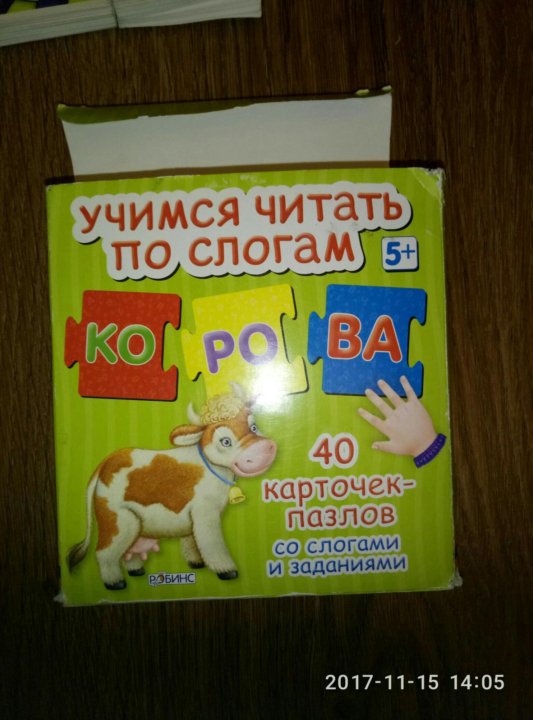 УЧИМСЯ ЧИТАТЬ
ПО СЛОГАМ
5+
КО РО ВА
40
карточек-
пазлов
со слогами
и заданиями
РОБИНС
2017-11-15 14:05